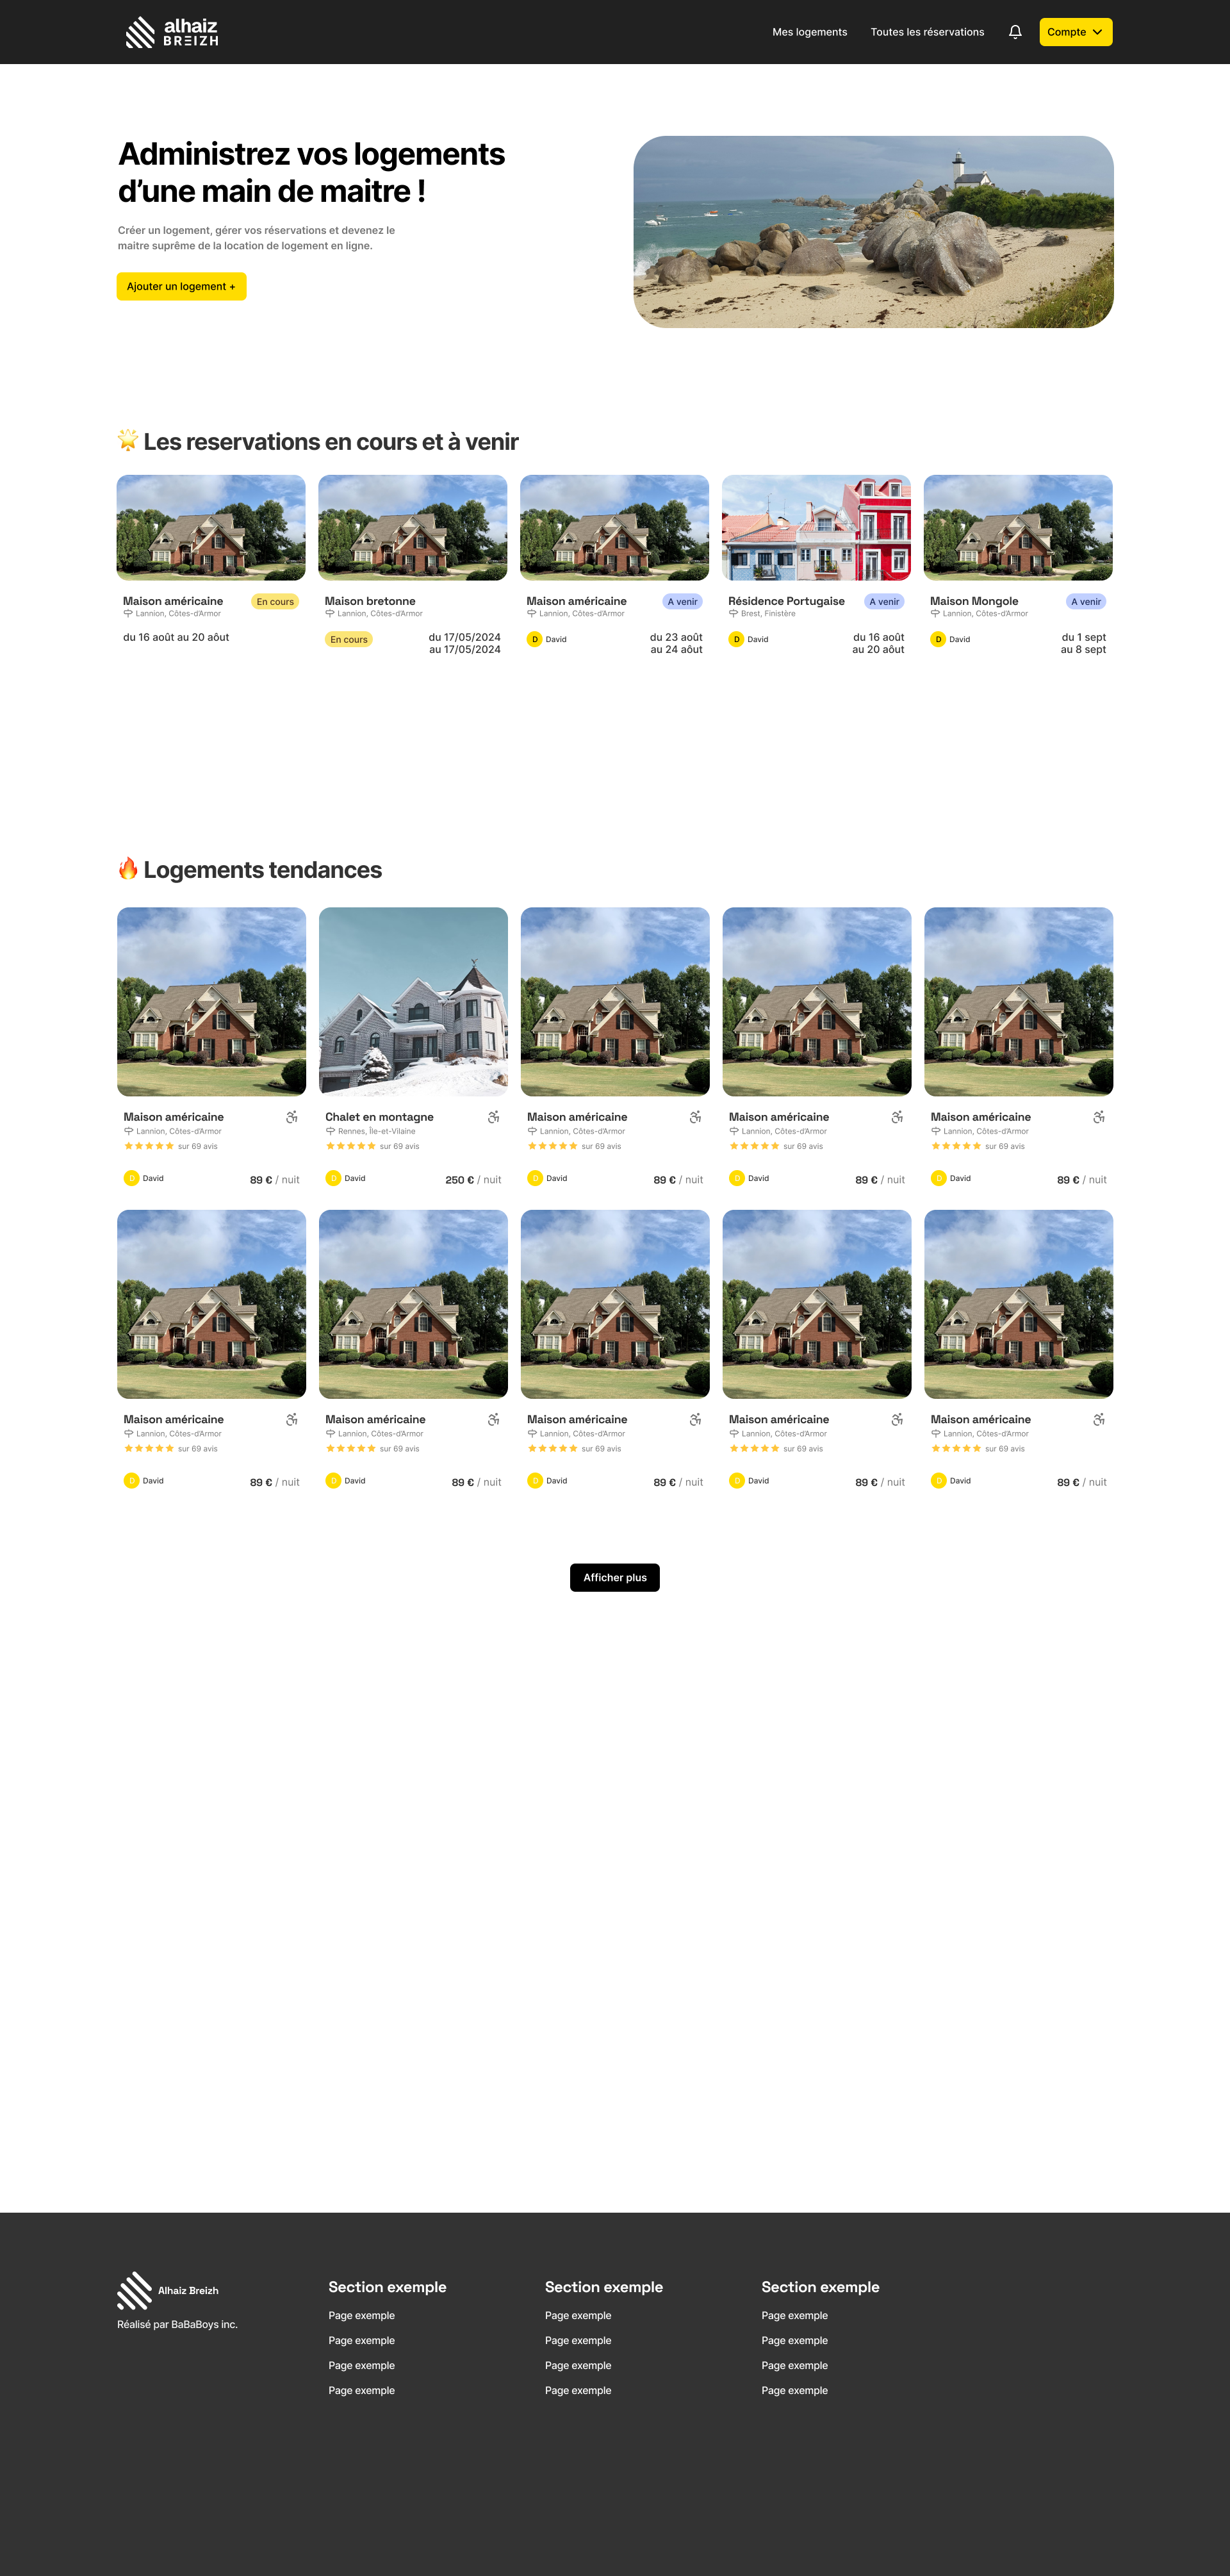 alhaiz
BREIZH
Mes logements
Toutes les réservations
Compte
Administrez vos logements
d’une main de maitre !
Créer un logement, gérer vos réservations et devenez le
maitre suprême de la location de logement en ligne.
Ajouter un logement +
Les reservations en cours et à venir
Maison américaine
En cours
Lannion, Côtes-d’Armor
du 16 août au 20 aôut
Maison bretonne
Lannion, Côtes-d’Armor
En cours
du 17/05/2024
au 17/05/2024
Maison américaine
A venir
Lannion, Côtes-d’Armor
D David
du 23 août
au 24 aôut
Résidence Portugaise
A venir
Brest, Finistère
D David
du 16 août
au 20 aôut
Maison Mongole
A venir
Lannion, Côtes-d’Armor
D David
du 1 sept
au 8 sept
Logements tendances
Maison américaine
Lannion, Côtes-d’Armor
sur 69 avis
D David
89 € / nuit
Chalet en montagne
Rennes, Île-et-Vilaine
sur 69 avis
D David
250 € / nuit
Maison américaine
Lannion, Côtes-d’Armor
sur 69 avis
D David
89 € / nuit
Maison américaine
Lannion, Côtes-d’Armor
sur 69 avis
D David
89 € / nuit
Maison américaine
Lannion, Côtes-d’Armor
sur 69 avis
D David
89 € / nuit
Maison américaine
Lannion, Côtes-d’Armor
sur 69 avis
D David
89 € / nuit
Maison américaine
Lannion, Côtes-d’Armor
sur 69 avis
D David
89 € / nuit
Maison américaine
Lannion, Côtes-d’Armor
sur 69 avis
D David
89 € / nuit
Maison américaine
Lannion, Côtes-d’Armor
sur 69 avis
D David
89 € / nuit
Maison américaine
Lannion, Côtes-d’Armor
sur 69 avis
D David
89 € / nuit
Afficher plus
Alhaiz Breizh
Réalisé par BaBaBoys inc.
Section exemple
Page exemple
Page exemple
Page exemple
Page exemple
Section exemple
Page exemple
Page exemple
Page exemple
Page exemple
Section exemple
Page exemple
Page exemple
Page exemple
Page exemple